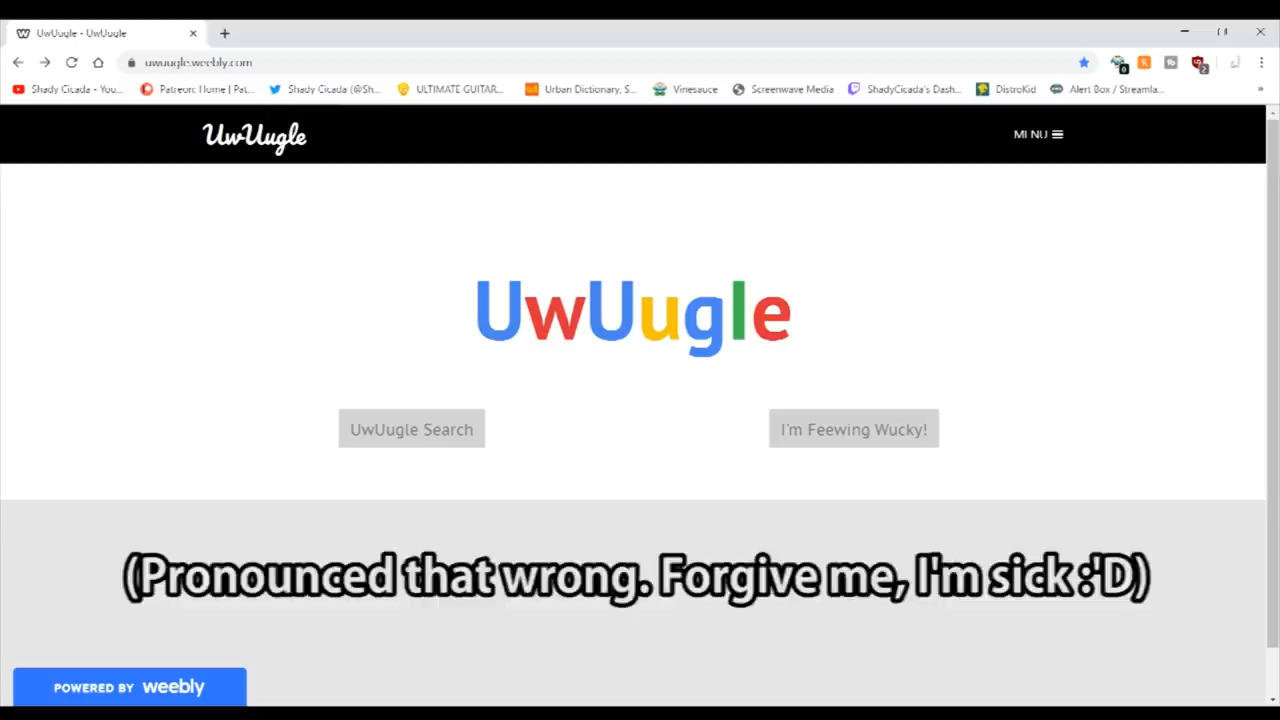 UwUugle - UwUugle
uwuugle.weebly.com
Shady Cicada - You...
Patreon: Home | Pat...
Shady Cicada (@Sh...
ULTIMATE GUITAR...
Urban Dictionary, S...
Vinesauce
Screenwave Media
ShadyCicada's Dash...
DistroKid
Alert Box / Streamla...
UwUugle
MENU
UwUugle
UwUugle Search
I'm Feewing Wucky!
(Pronounced that wrong. Forgive me, I'm sick :'D)
POWERED BY weebly